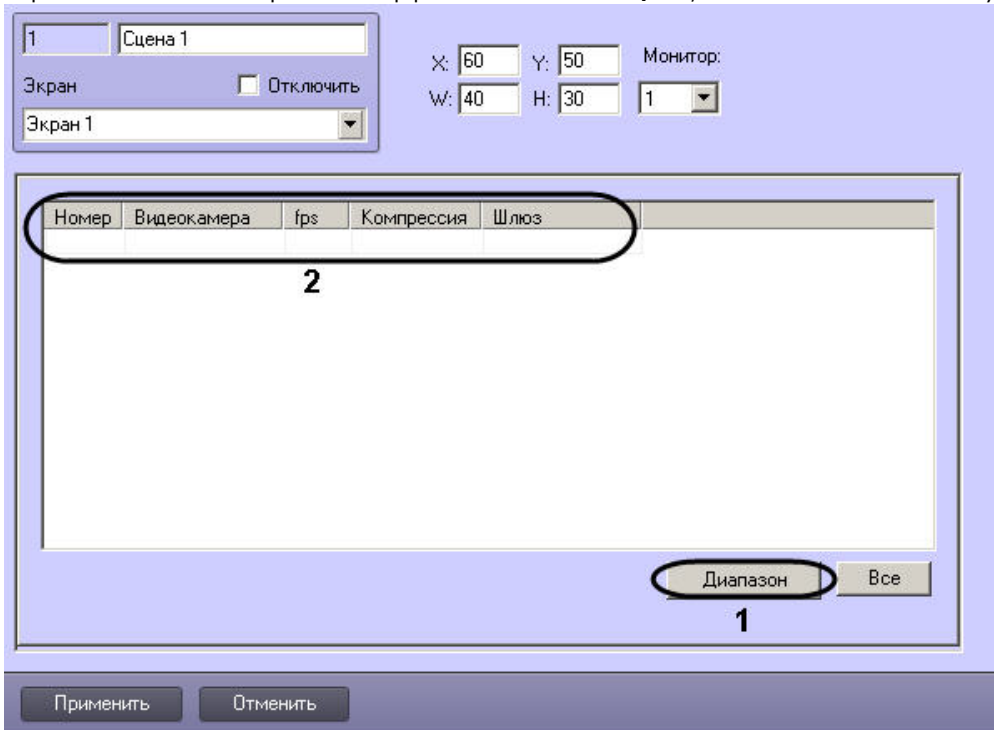 1 Сцена 1
Экран Отключить
Экран 1
X: 60 Y: 50 Монитор:
W: 40 H: 30 1
Номер Видеокамера fps Компрессия Шлюз
2
Диапазон Все
1
Применить Отменить